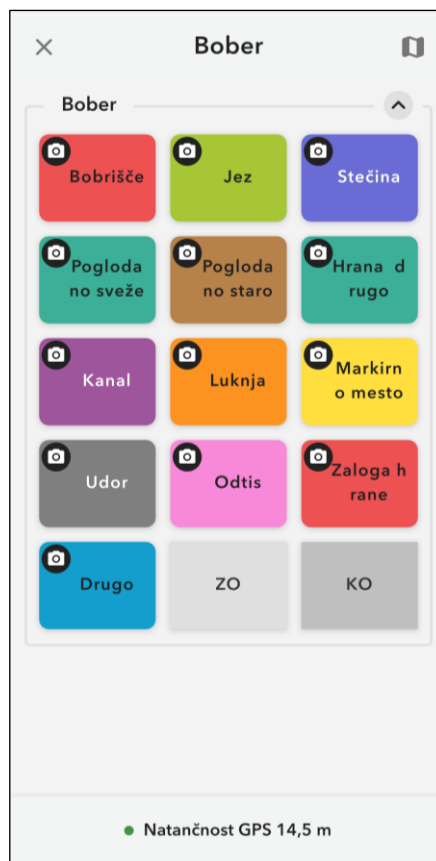 Bober
Bober
Bobrišče
Jez
Stečina
Pogloda
no sveže
Pogloda
no staro
Hrana d
rugo
Kanal
Luknja
Markirn
o mesto
Udor
Odtis
Zaloga h
rane
Drugo
ZO
KO
Natančnost GPS 14,5 m